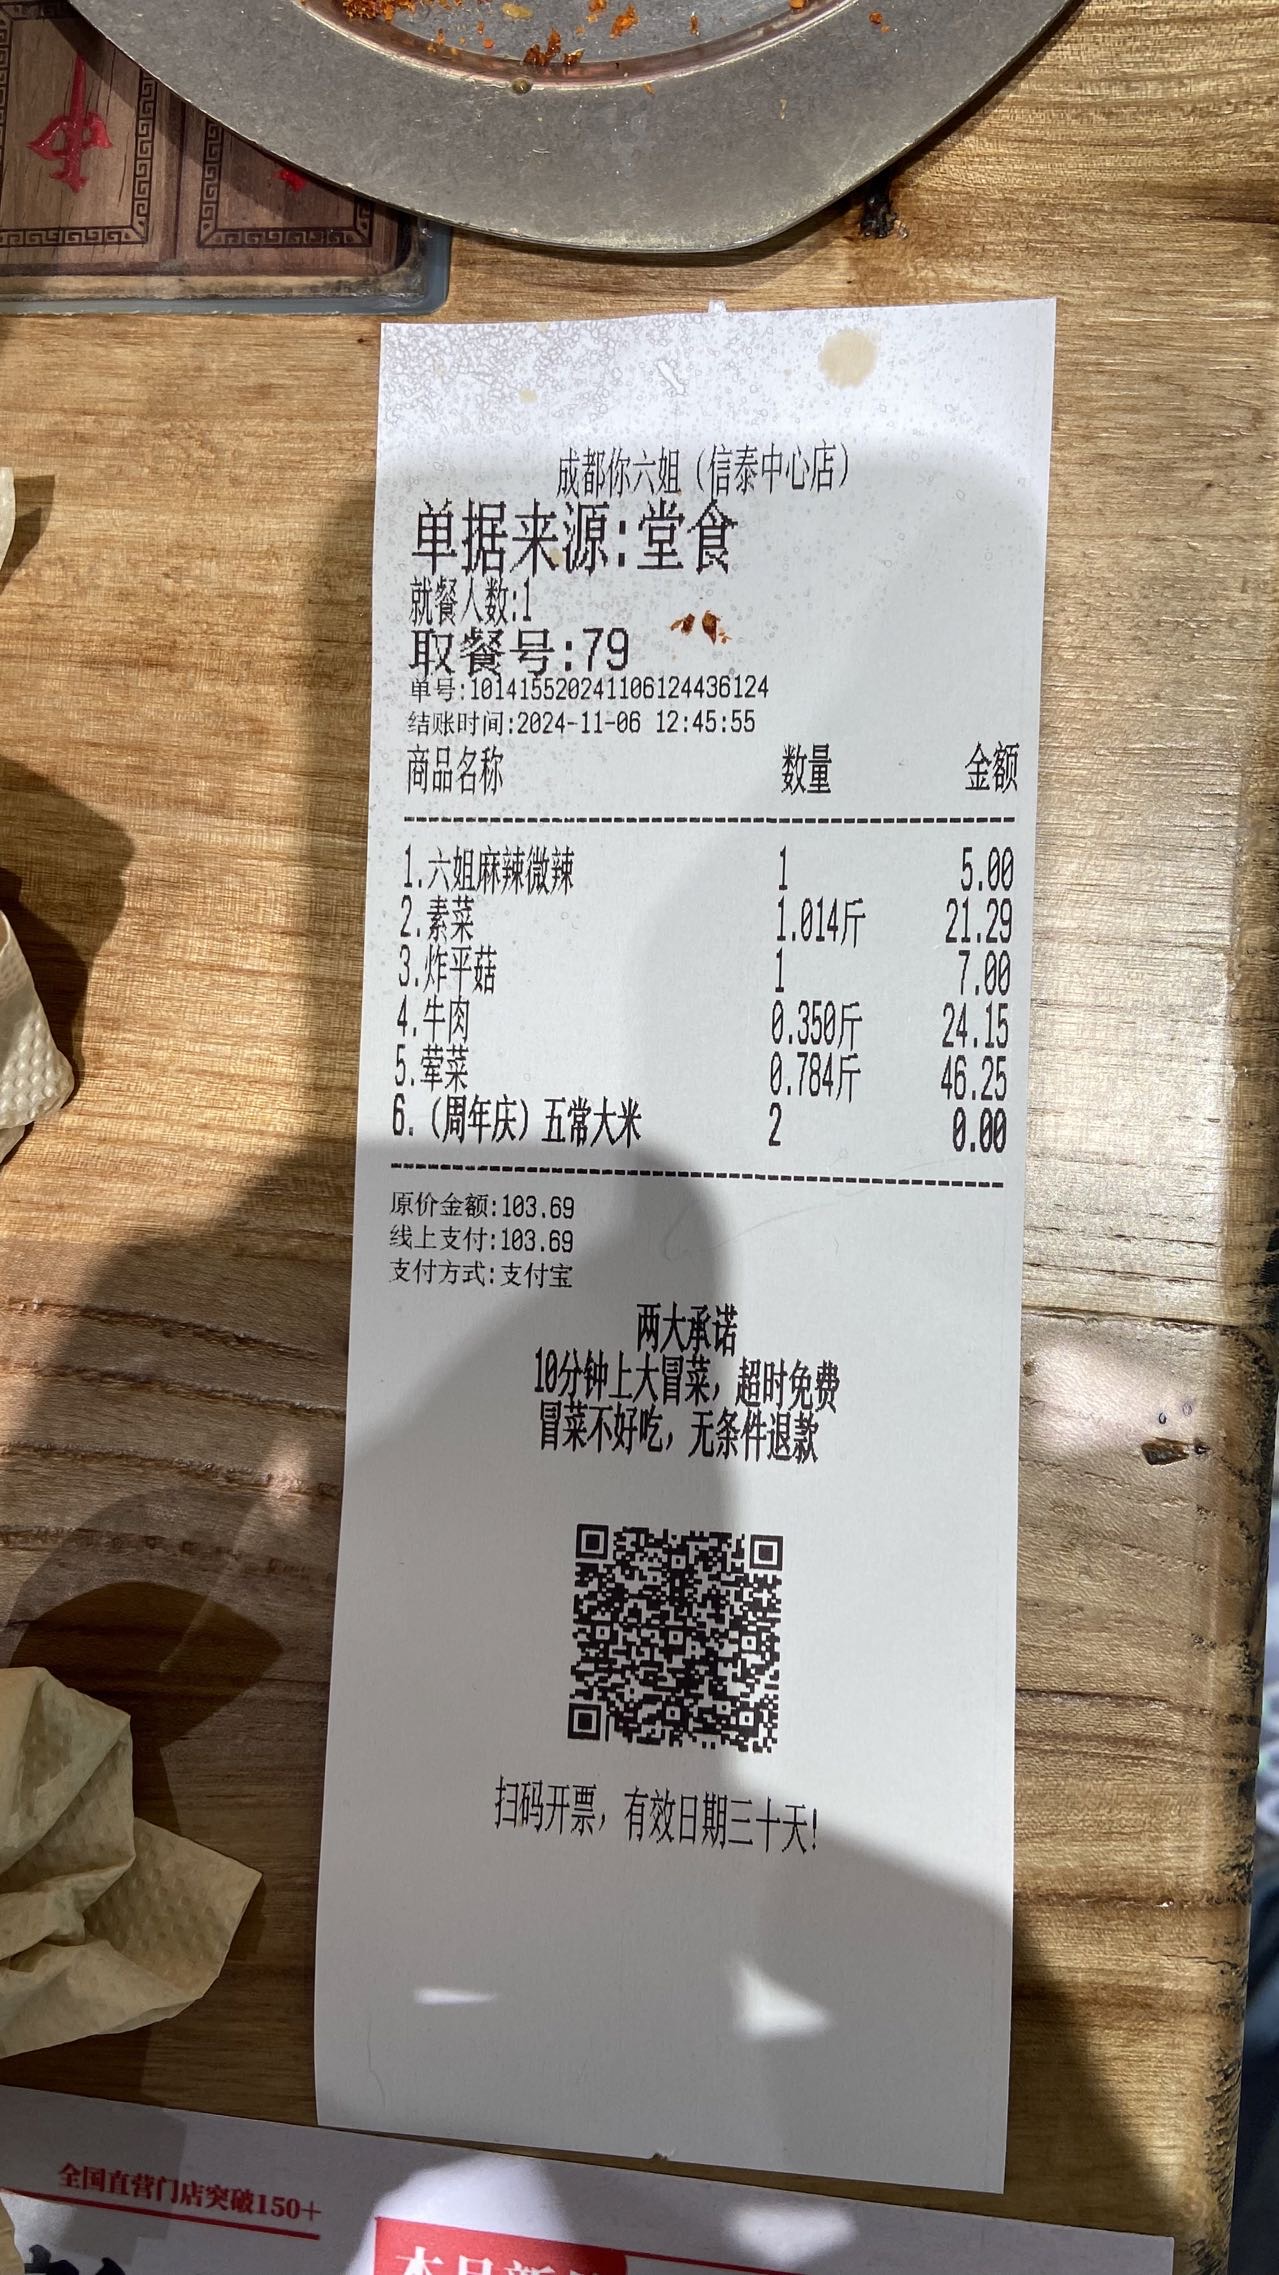 成都你六姐（信泰中心店）
单据来源:堂食
就餐人数:1
取餐号:79
单号:101415520241106124436124
结账时间:2024-11-06 12:45:55
商品名称 数量 金额
1.六姐麻辣微辣 1 5.00
2.素菜 1.014斤 21.29
3.炸平菇 1 7.00
4.牛肉 0.350斤 24.15
5.荤菜 0.784斤 46.25
6.（周年庆）五常大米 2 0.00
原价金额:103.69
线上支付:103.69
支付方式:支付宝
两大承诺
10分钟上大冒菜，超时免费
冒菜不好吃，无条件退款
扫码开票，有效日期三十天!
全国直营门店突破150+